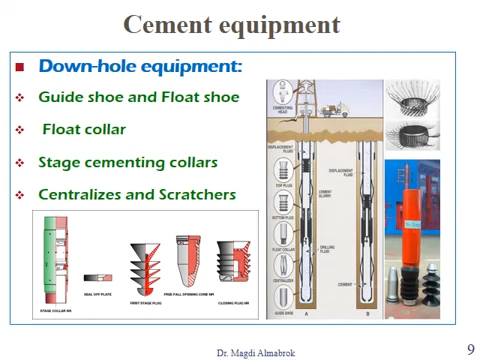 Cement equipment
Down-hole equipment:
Guide shoe and Float shoe
Float collar
Stage cementing collars
Centralizes and Scratchers
CEMENTING
HEAD
DISPLACEMENT
FLUID
TOP PLUG
BOTTOM PLUG
FLOAT COLLAR
CENTRALIZER
GUIDE SHOE
DISPLACEMENT
FLUID
CEMENT
SLURRY
DRILLING
FLUID
CEMENT
A
B
STAGE COLLAR NR
SEAL OFF PLATE
FIRST STAGE PLUG
FREE FALL OPENING CONE NR
CLOSING PLUG NR
Dr. Magdi Almabrok
9